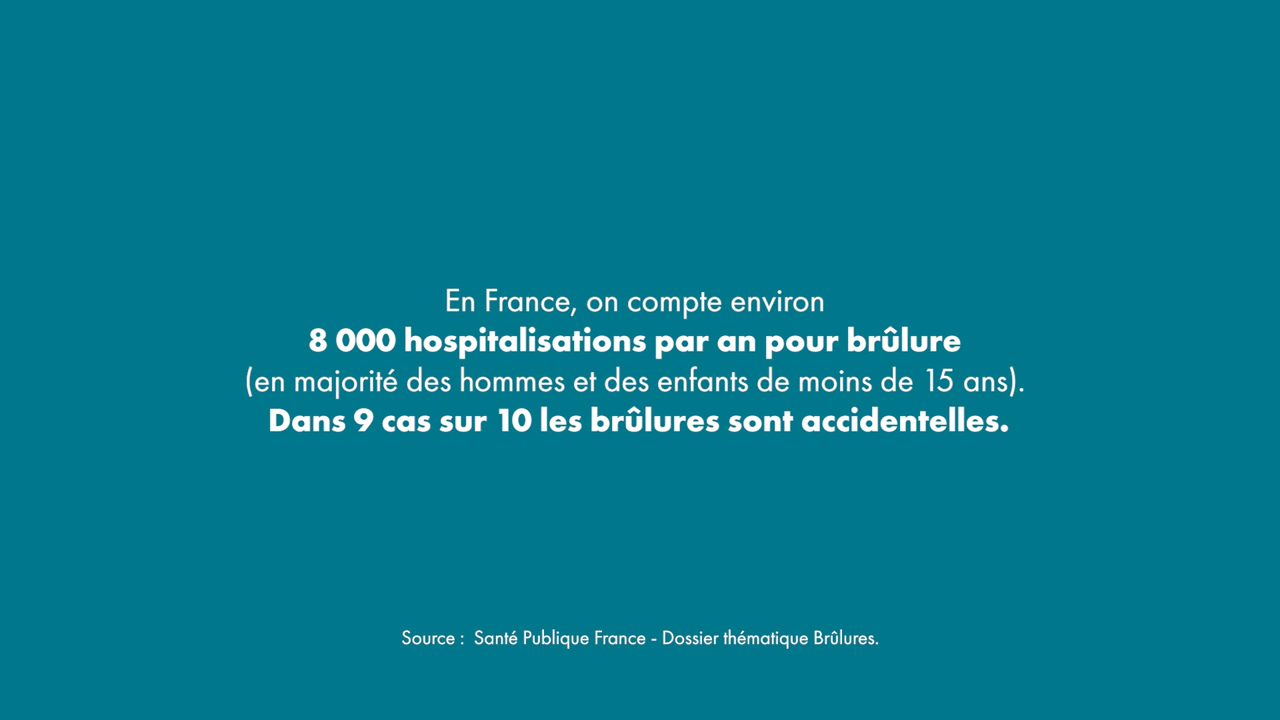 En France, on compte environ
8 000 hospitalisations par an pour brûlure
(en majorité des hommes et des enfants de moins de 15 ans).
Dans 9 cas sur 10 les brûlures sont accidentelles.
Source :  Santé Publique France - Dossier thématique Brûlures.